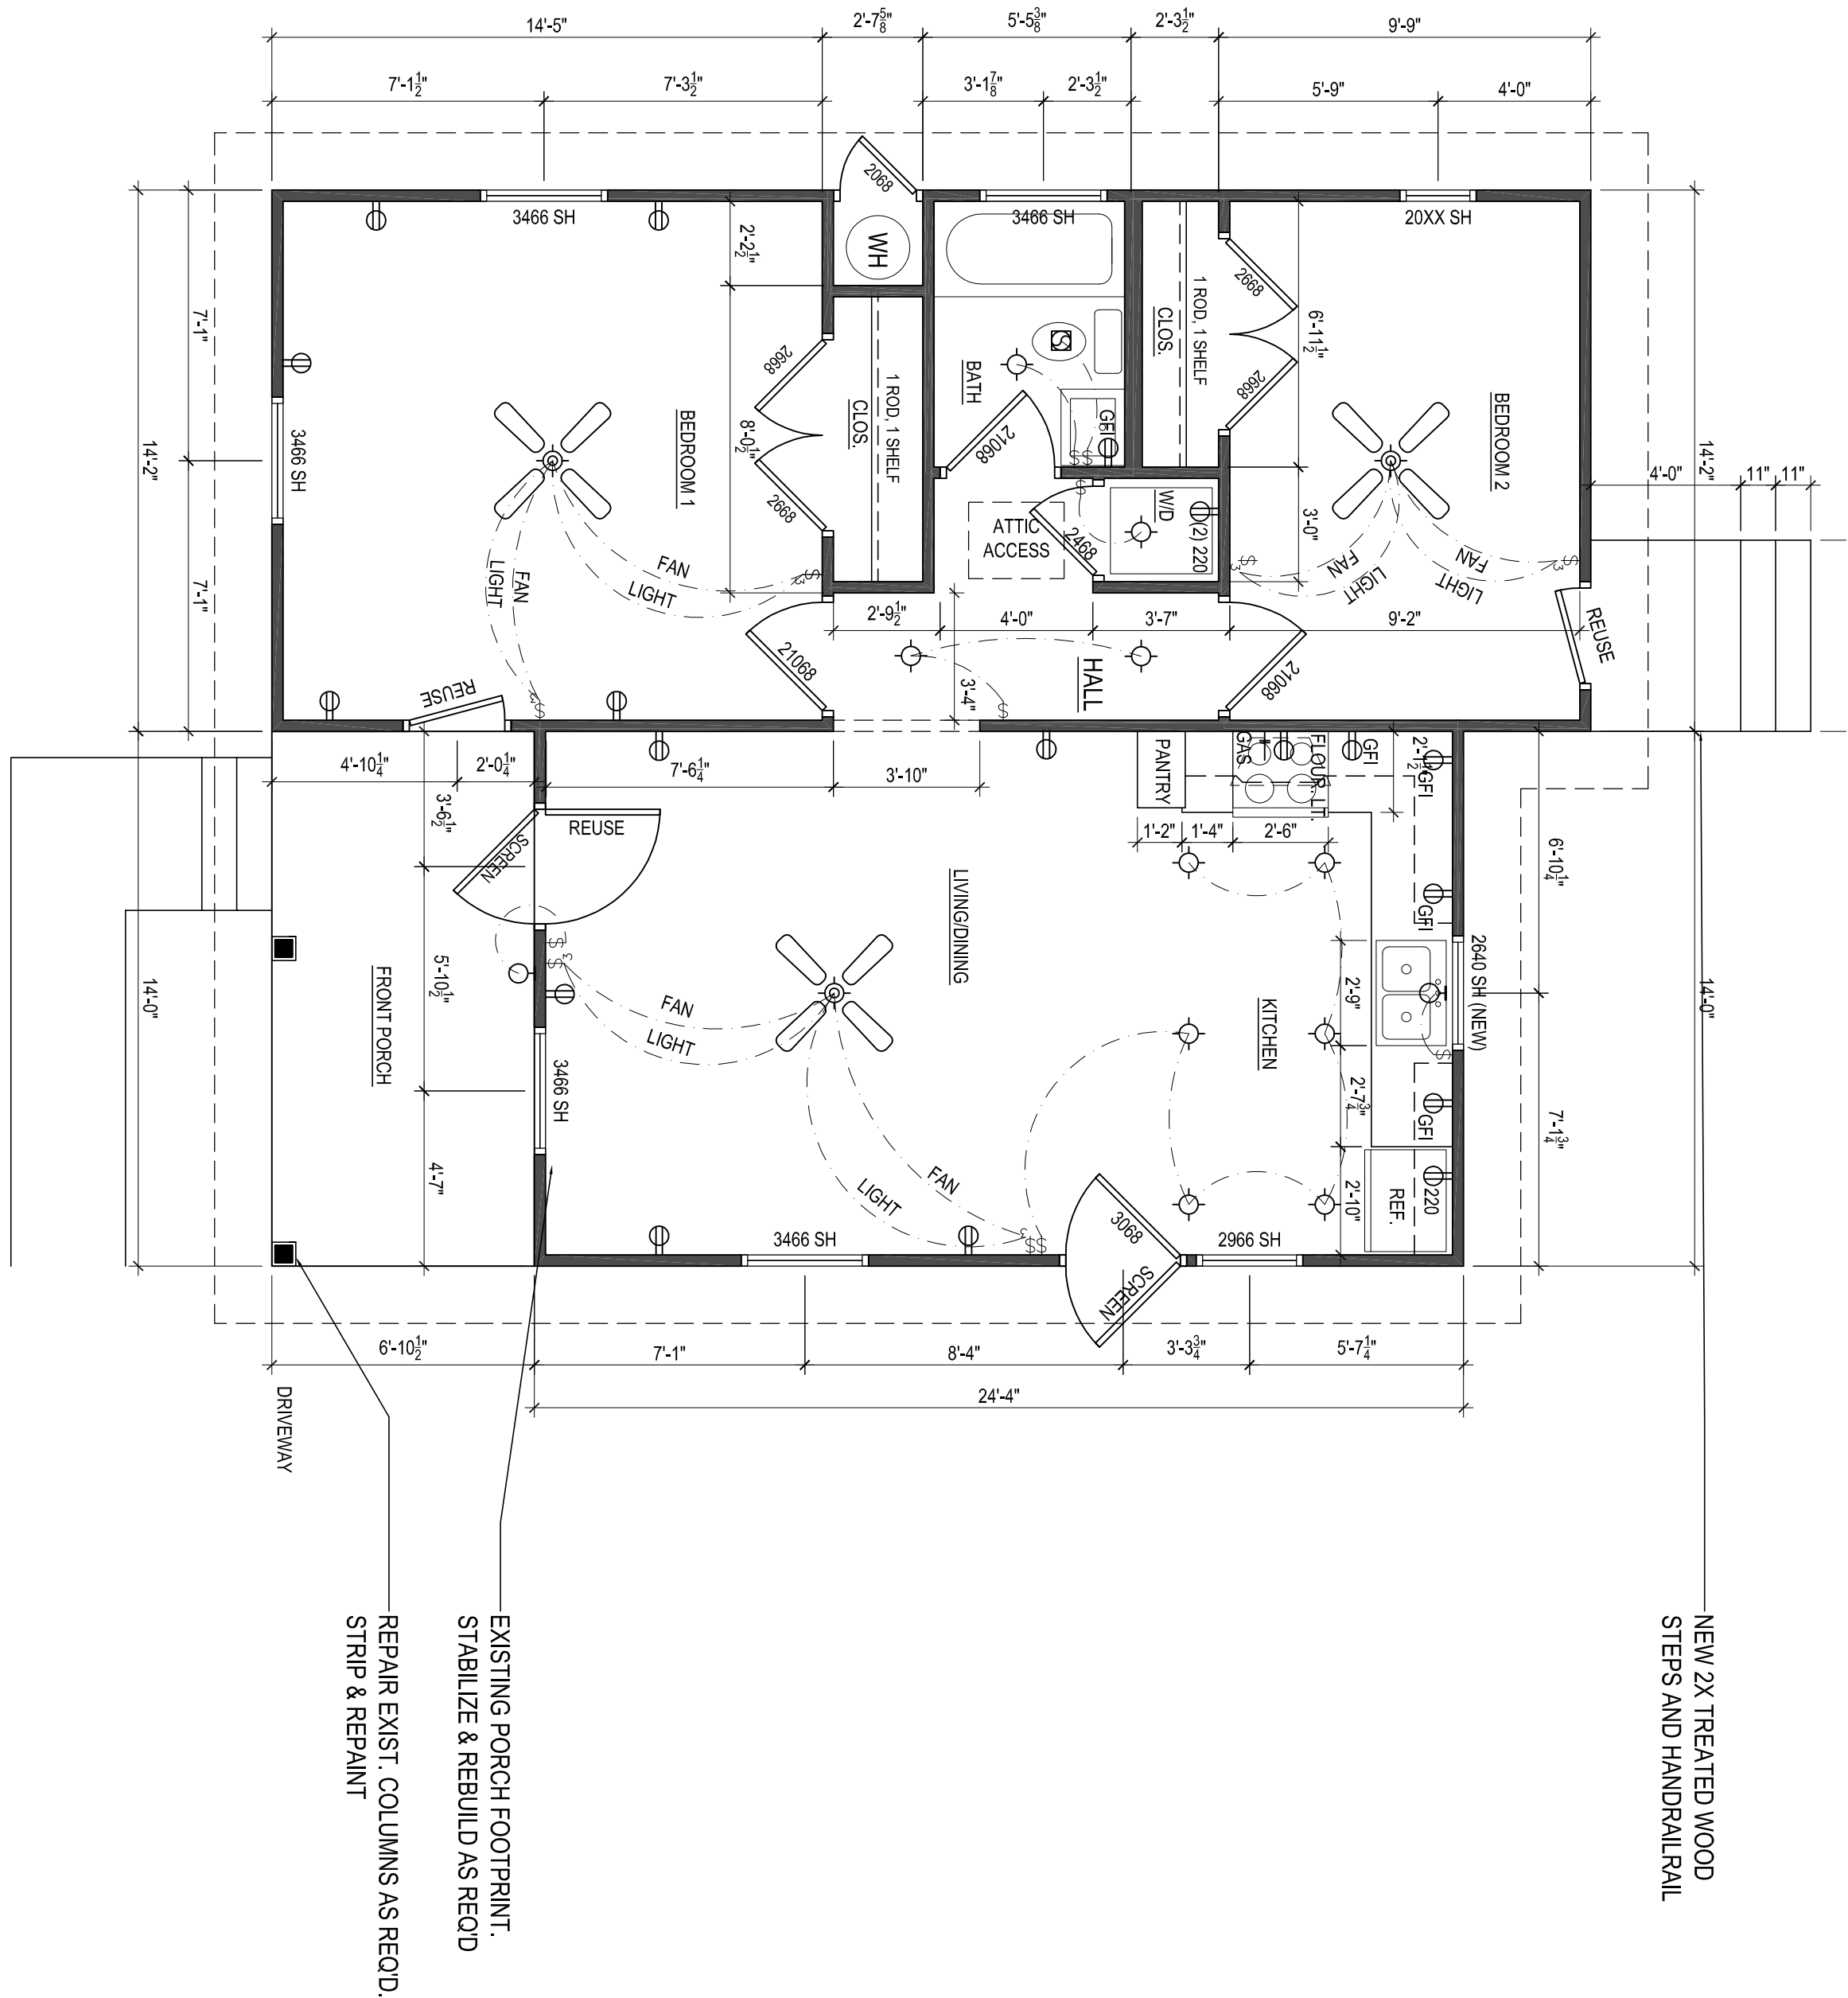 14'-5"
2'-7 5/8"
5'-5 3/8"
2'-3 1/2"
9'-9"
7'-1 1/2"
7'-3 1/2"
3'-1 7/8"
2'-3 1/2"
5'-9"
4'-0"
2068
3466 SH
3466 SH
20XX SH
WH
2'-2 1/2"
7'-1"
14'-2"
7'-1"
3466 SH
BEDROOM 1
2668
8'-0 1/2"
2668
CLOS.
1 ROD, 1 SHELF
BATH
21068
GFI
$$
CLOS.
1 ROD, 1 SHELF
2668
6'-11 1/2"
2668
BEDROOM 2
14'-2"
4'-0"
11"
11"
3'-0"
W/D
(2) 220
2468
$
ATTIC
ACCESS
FAN
LIGHT
FAN
LIGHT
$3
$3
FAN
LIGHT
FAN
LIGHT
$3
$3
REUSE
2'-9 1/2"
4'-0"
3'-7"
9'-2"
21068
HALL
21068
3'-4"
$
REUSE
4'-10 1/4"
2'-0 1/4"
7'-6 1/4"
3'-10"
PANTRY
GAS
FLOUR. LT.
GFI
2'-1 1/2"
GFI
3'-6 1/2"
SCREEN
REUSE
1'-2"
1'-4"
2'-6"
LIVING/DINING
6'-10 1/4"
GFI
2640 SH (NEW)
14'-0"
FRONT PORCH
5'-10 1/2"
$
$3
FAN
LIGHT
KITCHEN
2'-9"
$
14'-0"
3466 SH
2'-7 3/4"
GFI
7'-1 3/4"
4'-7"
FAN
LIGHT
3
$$
3068
SCREEN
2'-10"
REF.
220
3466 SH
2966 SH
6'-10 1/2"
7'-1"
8'-4"
3'-3 3/4"
5'-7 1/4"
24'-4"
DRIVEWAY
NEW 2X TREATED WOOD
STEPS AND HANDRAILRAIL
EXISTING PORCH FOOTPRINT.
STABILIZE & REBUILD AS REQ'D
REPAIR EXIST. COLUMNS AS REQ'D.
STRIP & REPAINT